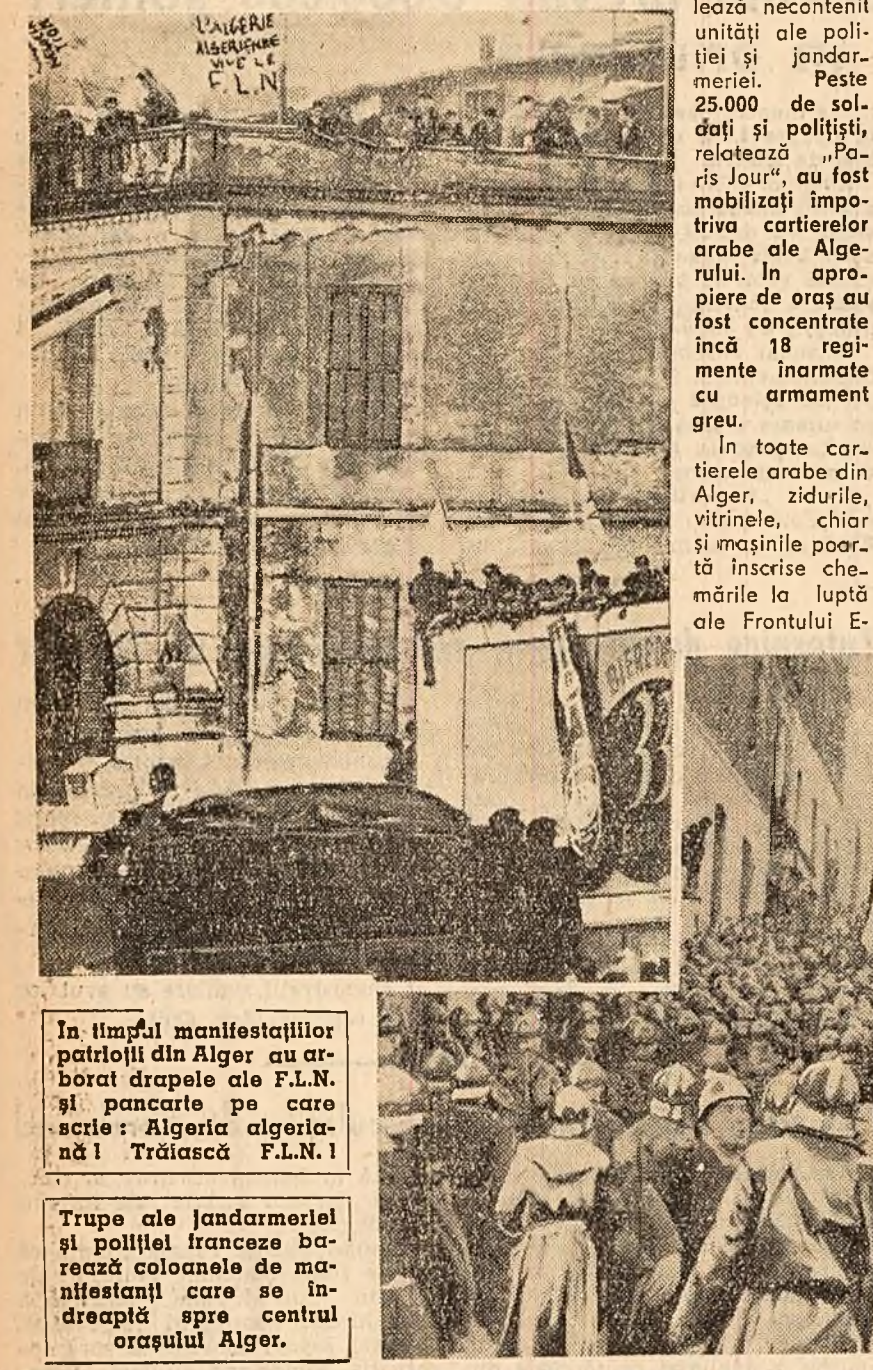 L'ALGERIE
ALGERIENNE
VIVE LE
F.L.N
lează necontenit
unități ale poli-
ției și jandar-
meriei. Peste
25.000 de sol-
dați și polițiști,
relatează „Pa-
ris Jour“, au fost
mobilizați împo-
triva cartierelor
arabe ale Alge-
rului. In apro-
piere de oraș au
fost concentrate
încă 18 regi-
mente înarmate
cu armament
greu.
In toate car-
tierele arabe din
Alger, zidurile,
vitrinele, chiar
și mașinile poar-
tă înscrise che-
mările la luptă
ale Frontului E-
33
In timpul manifestațiilor
patrioții din Alger au ar-
borat drapele ale F.L.N.
și pancarte pe care
scrie : Algeria algeria-
nă ! Trăiască F.L.N. !
Trupe ale jandarmeriei
și poliției franceze ba-
rează coloanele de ma-
nifestanți care se în-
dreaptă spre centrul
orașului Alger.